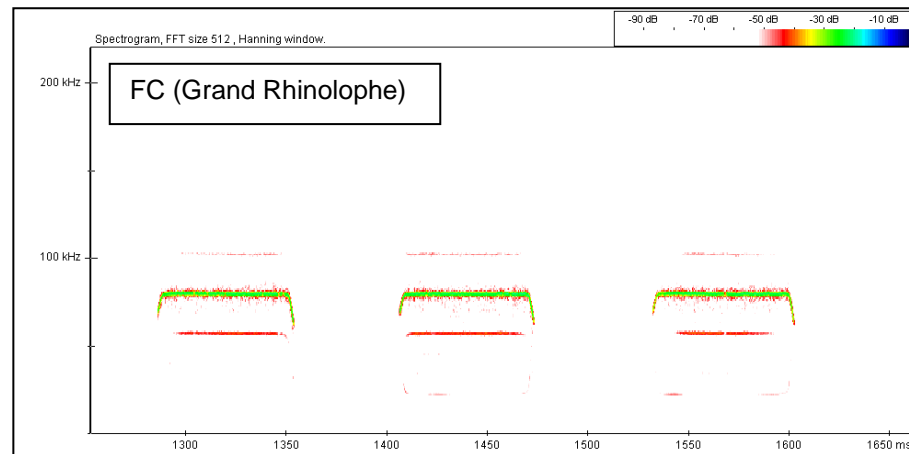 -90 dB -70 dB -50 dB -30 dB -10 dB
Spectrogram, FFT size 512 , Hanning window.
200 kHz
FC (Grand Rhinolophe)
100 kHz
1300 1350 1400 1450 1500 1550 1600 1650 ms